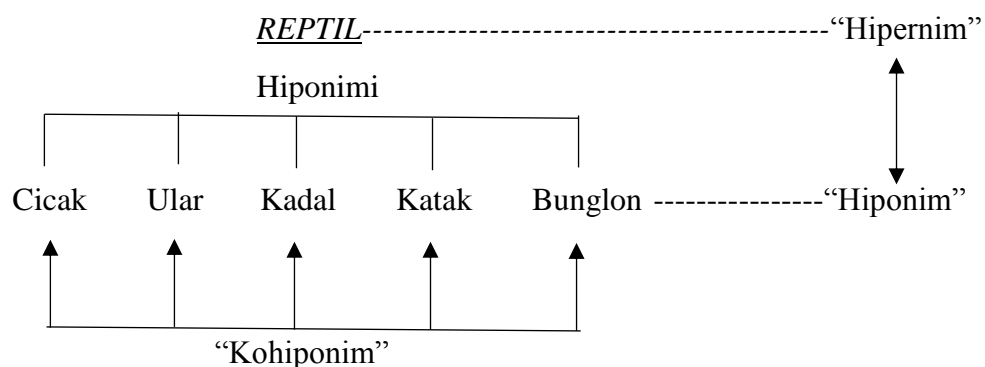 REPTIL-------------------------------------------“Hipernim”
Hiponimi
Cicak Ular Kadal Katak Bunglon ----------------“Hiponim”
“Kohiponim”